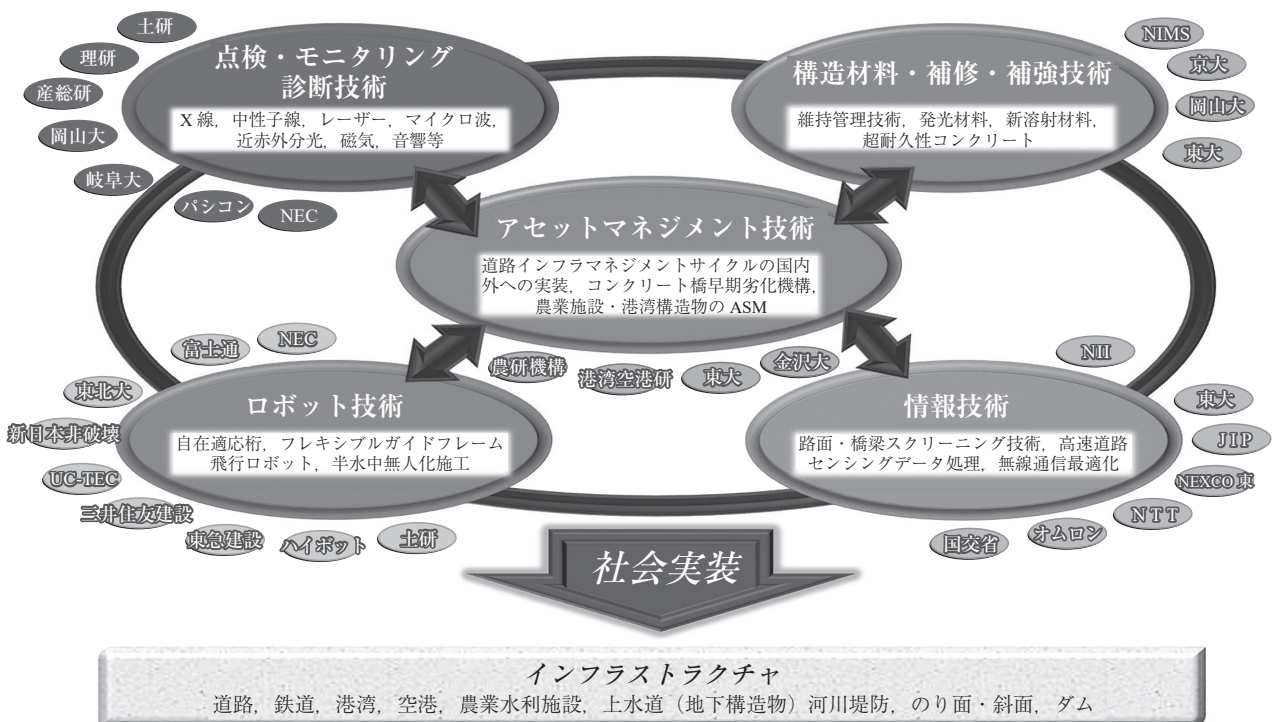 土研
理研
産総研
岡山大
岐阜大
パシコン
NEC
点検・モニタリング
診断技術
X 線，中性子線，レーザー，マイクロ波，
近赤外分光，磁気，音響等
構造材料・補修・補強技術
維持管理技術，発光材料，新溶射材料，
超耐久性コンクリート
NIMS
京大
岡山大
東大
アセットマネジメント技術
道路インフラマネジメントサイクルの国内
外への実装，コンクリート橋早期劣化機構，
農業施設・港湾構造物の ASM
農研機構
港湾空港研
東大
金沢大
富士通
NEC
東北大
新日本非破壊
UC-TEC
三井住友建設
東急建設
ハイボット
土研
ロボット技術
自在適応桁，フレキシブルガイドフレーム
飛行ロボット，半水中無人化施工
情報技術
路面・橋梁スクリーニング技術，高速道路
センシングデータ処理，無線通信最適化
NII
東大
JIP
NEXCO 東
NTT
オムロン
国交省
社会実装
インフラストラクチャ
道路，鉄道，港湾，空港，農業水利施設，上水道（地下構造物）河川堤防，のり面・斜面，ダム